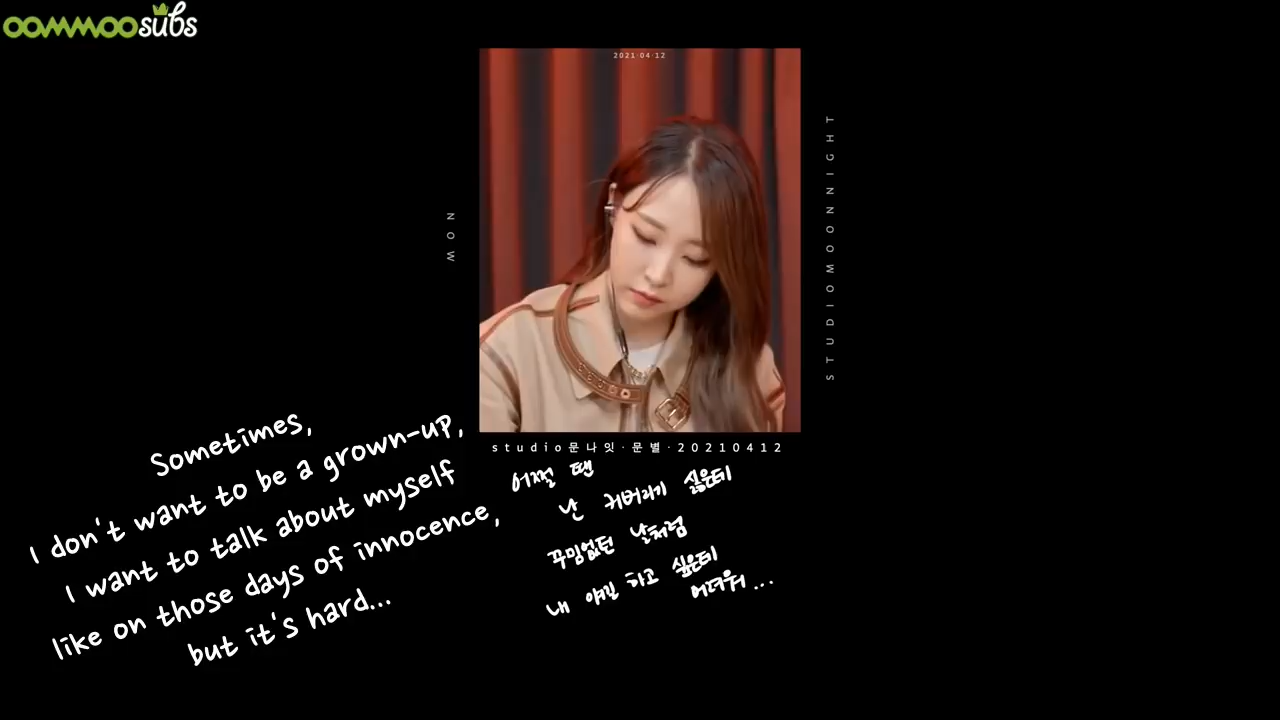 oommoosubs
2021·04·12
MON
STUDIOMOONNIGHT
studio문나잇·문별·20210412
Sometimes,
I don't want to be a grown-up,
I want to talk about myself
like on those days of innocence,
but it's hard...
어쩔 땐
난 커버리기 싫은데
꾸밈없던 날처럼
내 얘길 하고 싶은데
어려워...